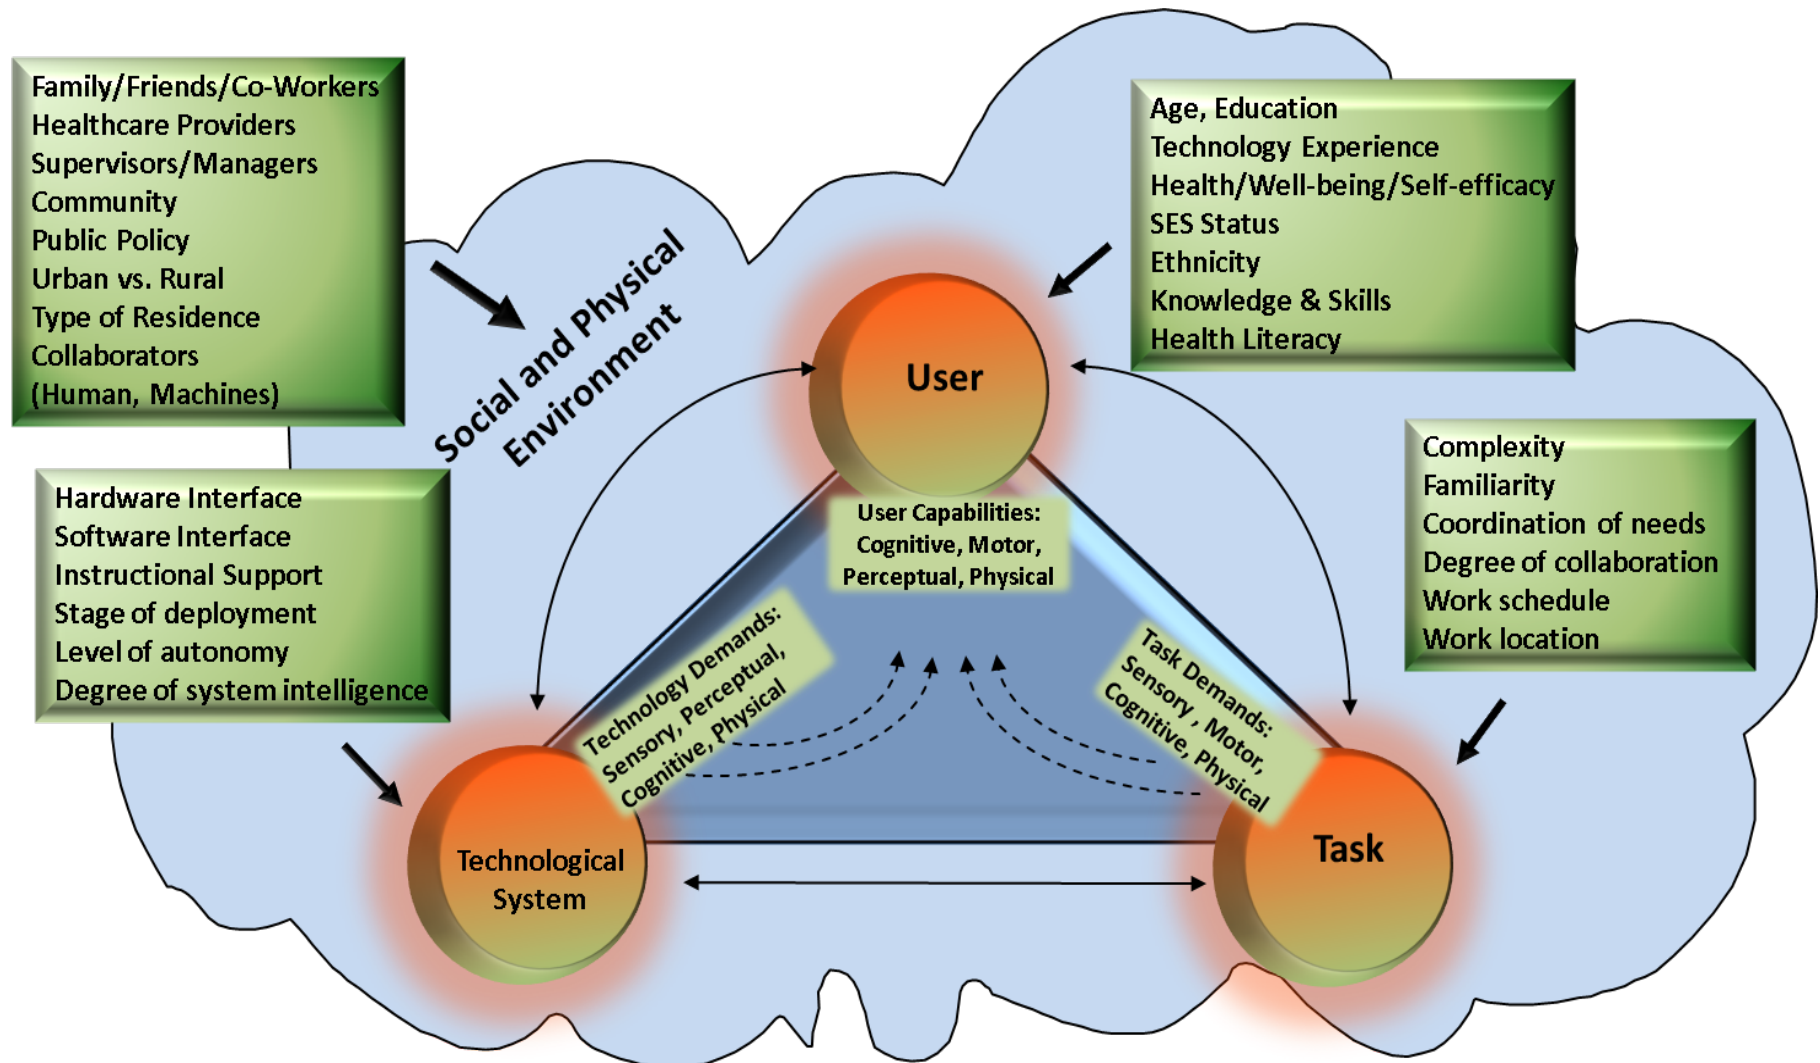 Family/Friends/Co-Workers
Healthcare Providers
Supervisors/Managers
Community
Public Policy
Urban vs. Rural
Type of Residence
Collaborators
(Human, Machines)
Social and Physical
Environment
Age, Education
Technology Experience
Health/Well-being/Self-efficacy
SES Status
Ethnicity
Knowledge & Skills
Health Literacy
User
User Capabilities:
Cognitive, Motor,
Perceptual, Physical
Hardware Interface
Software Interface
Instructional Support
Stage of deployment
Level of autonomy
Degree of system intelligence
Complexity
Familiarity
Coordination of needs
Degree of collaboration
Work schedule
Work location
Technology Demands:
Sensory, Perceptual,
Cognitive, Physical
Task Demands:
Sensory , Motor,
Cognitive, Physical
Technological
System
Task